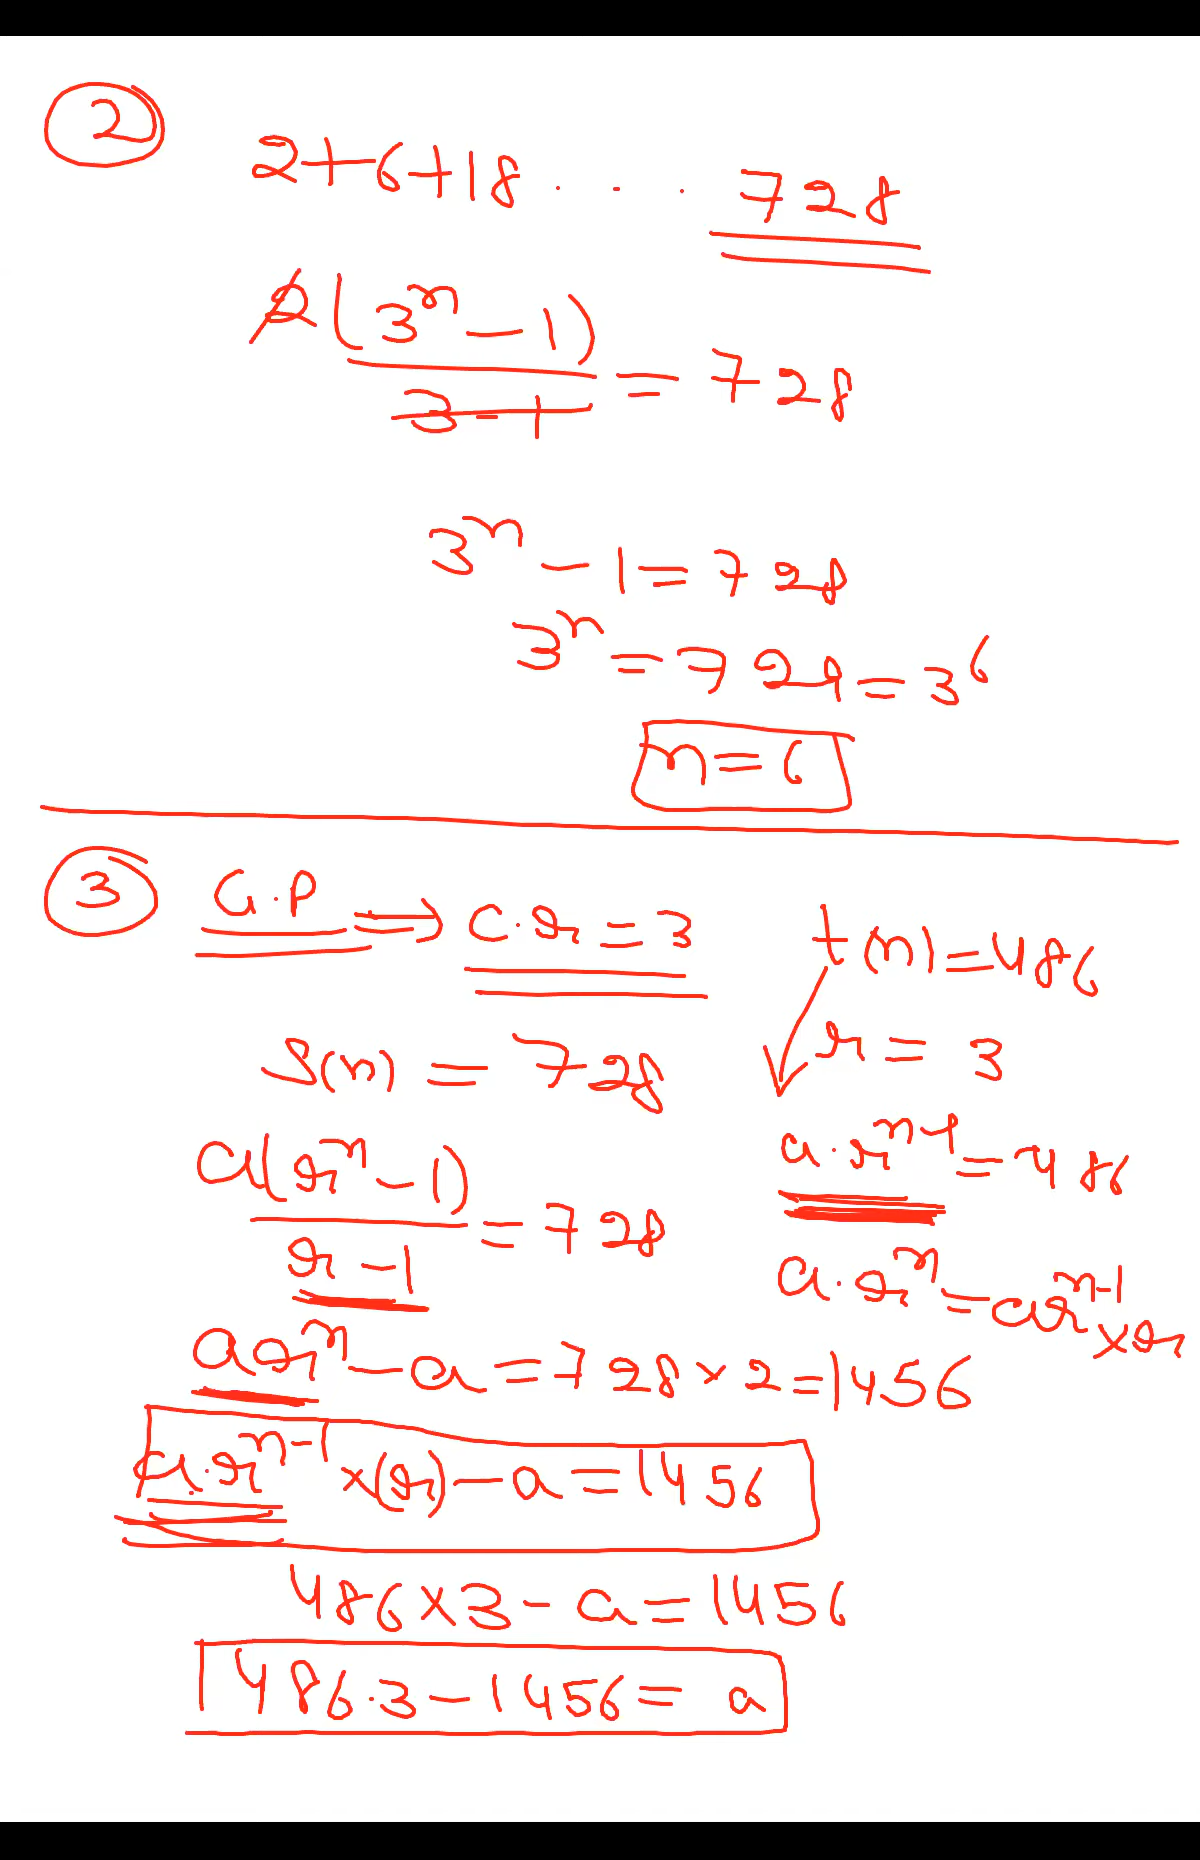 2
2+6+18 . . . 728
2(3^n - 1) / 3-1 = 728
3^n - 1 = 728
3^n = 729 = 3^6
n = 6
3 G.P → C.r = 3
t(n) = 486
S(n) = 728
r = 3
a(r^n - 1) / r-1 = 728
a.r^n-1 = 486
a.r^n = ar^n-1 × r
ar^n - a = 728 × 2 = 1456
a.r^n-1 × (r) - a = 1456
486×3 - a = 1456
486.3 - 1456 = a